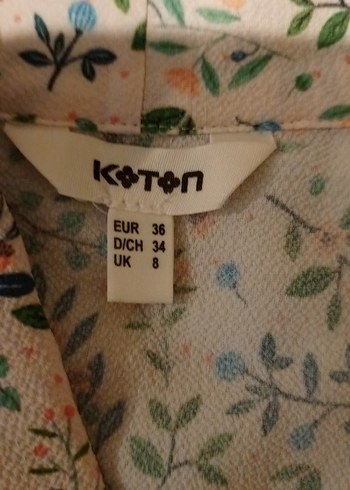 KOTON
EUR 36
D/CH 34
UK 8